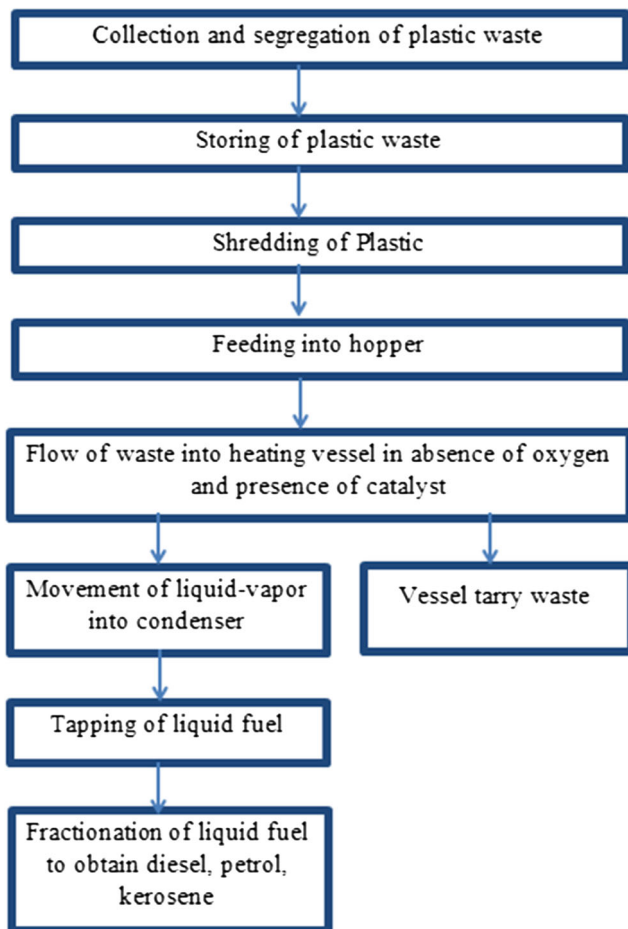 Collection and segregation of plastic waste
Storing of plastic waste
Shredding of Plastic
Feeding into hopper
Flow of waste into heating vessel in absence of oxygen
and presence of catalyst
Movement of liquid-vapor
into condenser
Vessel tarry waste
Tapping of liquid fuel
Fractionation of liquid fuel
to obtain diesel, petrol,
kerosene